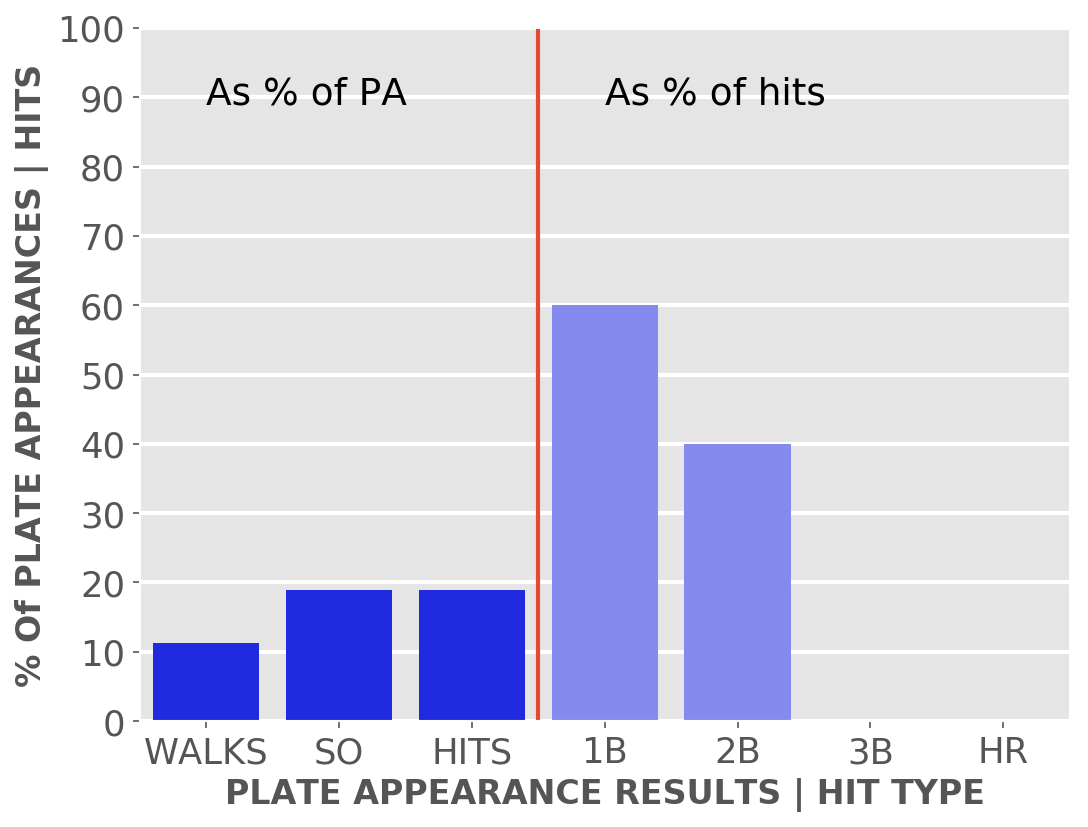 100
90
80
70
60
50
40
30
20
10
0
% Of PLATE APPEARANCES | HITS
As % of PA
As % of hits
WALKS SO HITS 1B 2B 3B HR
PLATE APPEARANCE RESULTS | HIT TYPE